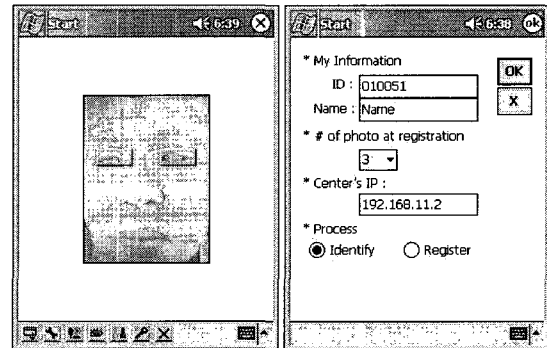 Start 6:39
Start 6:38 ok
* My Information
OK
ID : 010051
X
Name : Name
* # of photo at registration
3
* Center's IP :
192.168.11.2
* Process
Identify Register